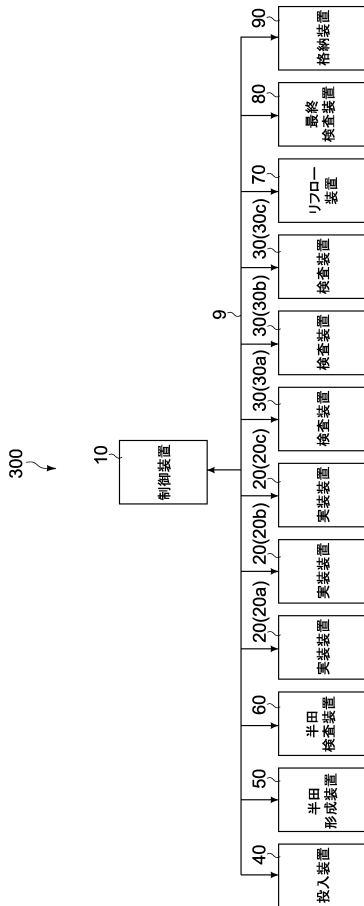 300
10
制御装置
9
40
投入装置
50
半田
形成装置
60
半田
検査装置
20(20a)
実装装置
20(20b)
実装装置
20(20c)
実装装置
30(30a)
検査装置
30(30b)
検査装置
30(30c)
検査装置
70
リフロー
装置
80
最終
検査装置
90
格納装置